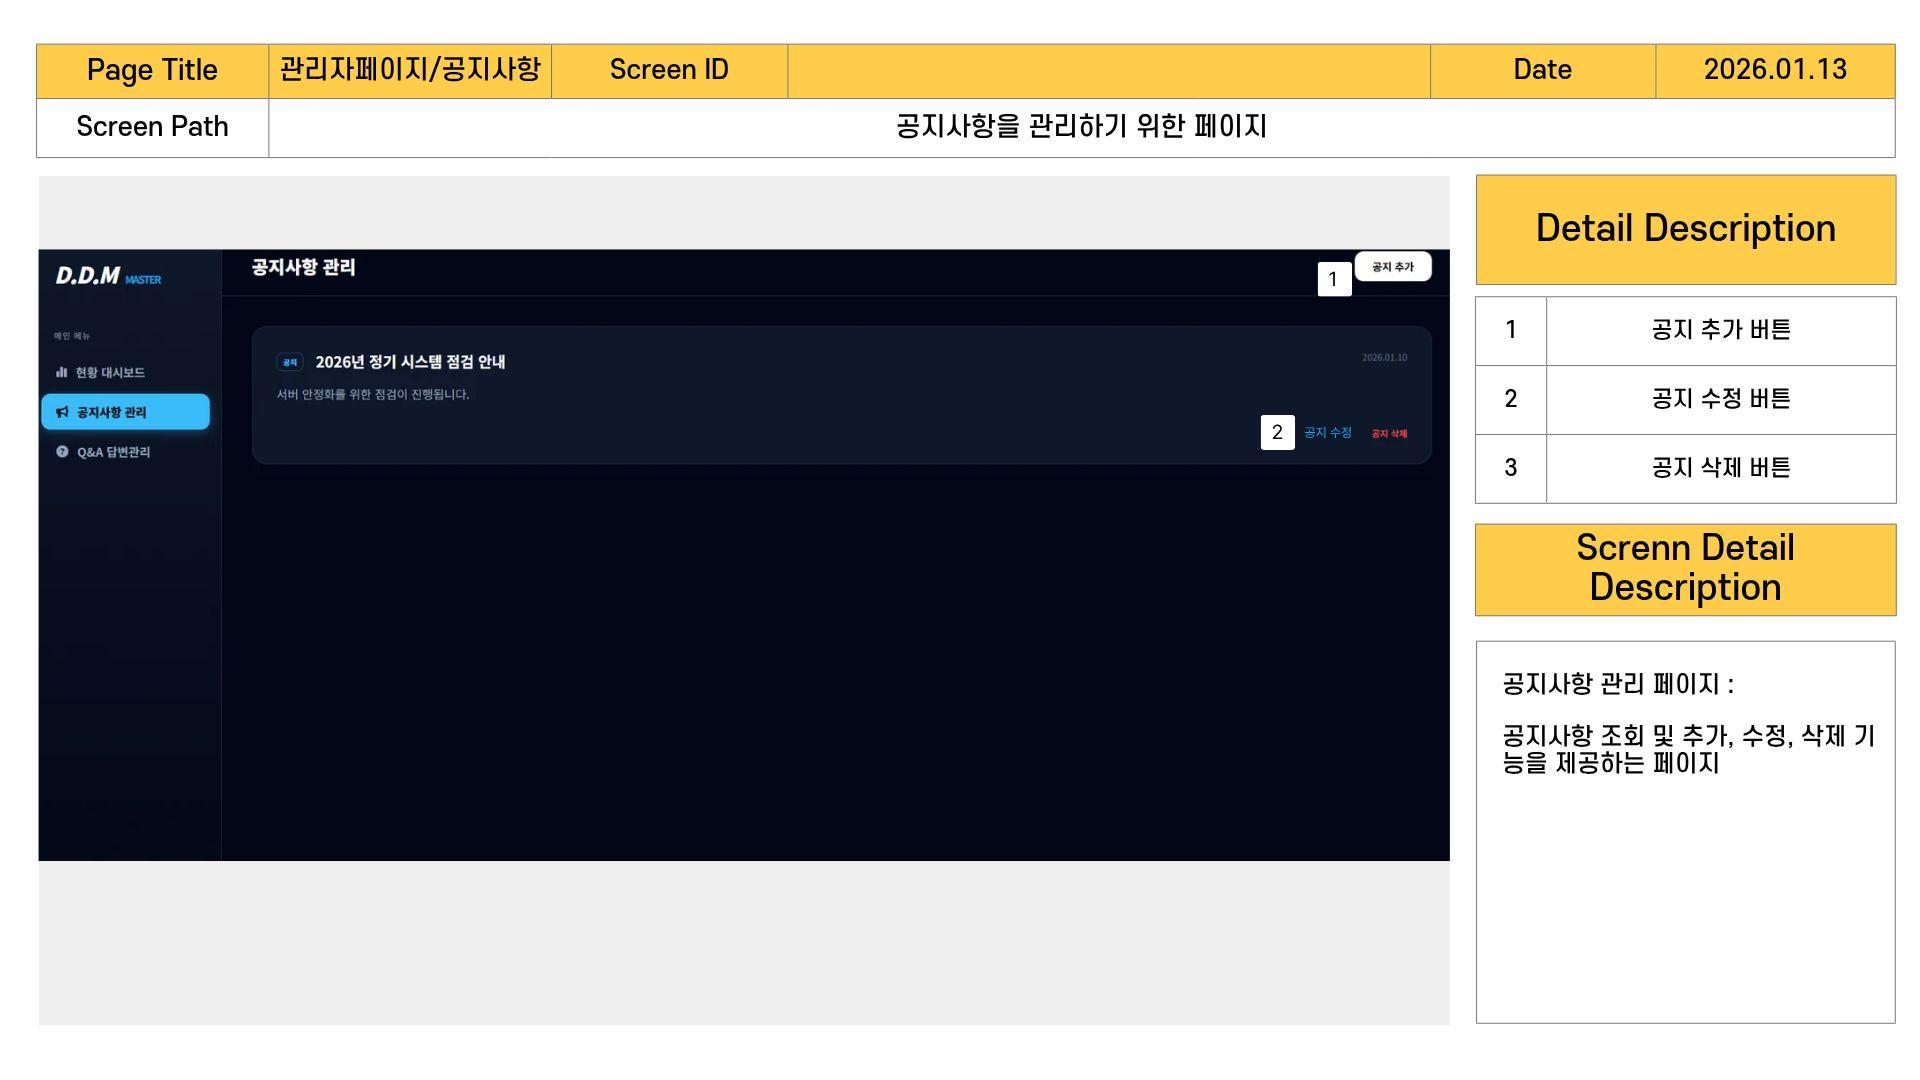 Page Title
관리자페이지/공지사항
Screen ID
Date
2026.01.13
Screen Path
공지사항을 관리하기 위한 페이지
D.D.M MASTER
메인 메뉴
현황 대시보드
공지사항 관리
Q&A 답변관리
공지사항 관리
1
공지 추가
공지
2026년 정기 시스템 점검 안내
2026.01.10
서버 안정화를 위한 점검이 진행됩니다.
2
공지 수정
공지 삭제
Detail Description
1
공지 추가 버튼
2
공지 수정 버튼
3
공지 삭제 버튼
Screnn Detail
Description
공지사항 관리 페이지 :
공지사항 조회 및 추가, 수정, 삭제 기
능을 제공하는 페이지